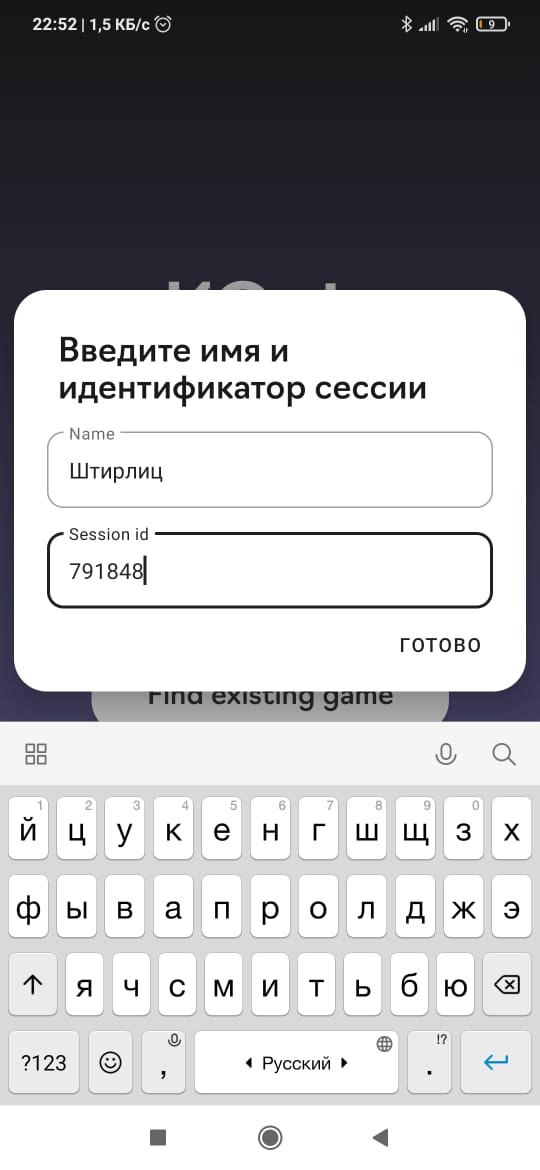 22:52 | 1,5 КБ/с
9
Введите имя и
идентификатор сессии
Name
Штирлиц
Session id
791848
ГОТОВО
Find existing game
1 2 3 4 5 6 7 8 9 0
й ц у к е н г ш щ з х
ф ы в а п р о л д ж э
я ч с м и т ь б ю
?123 , Русский . !?